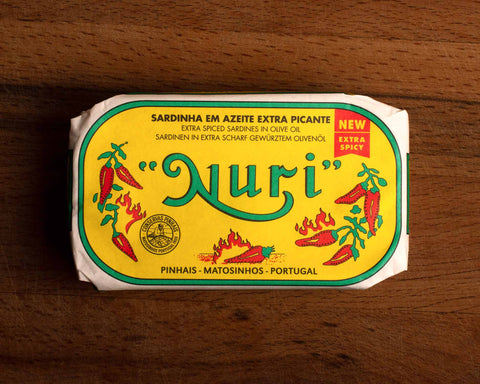 SARDINHA EM AZEITE EXTRA PICANTE
EXTRA SPICED SARDINES IN OLIVE OIL
SARDINEN IN EXTRA SCHARF GEWÜRZTEM OLIVENÖL
NEW
EXTRA
SPICY
"Nuri"
PINHAIS - MATOSINHOS - PORTUGAL